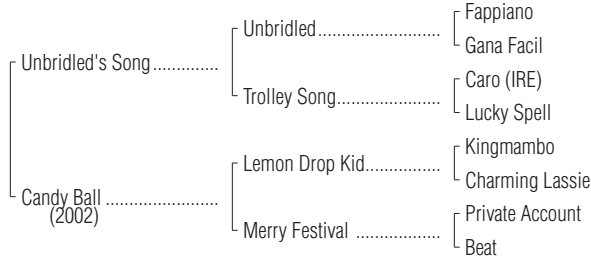 Fappiano
Unbridled........................
Gana Facil
Unbridled's Song..............
Caro (IRE)
Trolley Song.....................
Lucky Spell
Kingmambo
Lemon Drop Kid...............
Charming Lassie
Candy Ball ........................
(2002)
Private Account
Merry Festival ..................
Beat